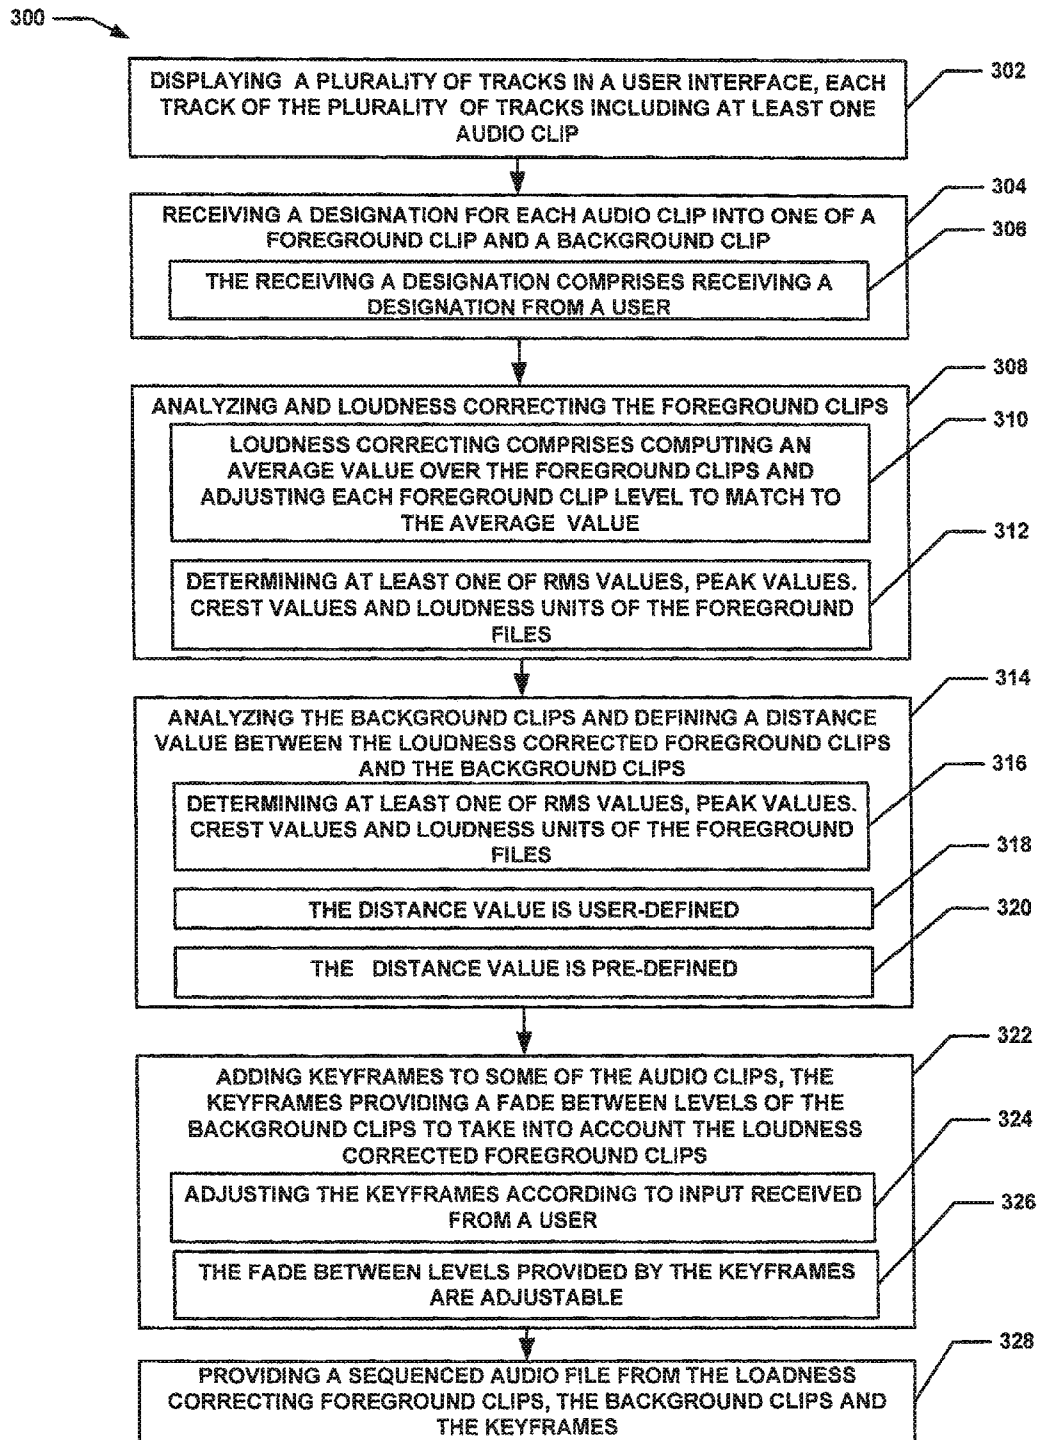 300
DISPLAYING A PLURALITY OF TRACKS IN A USER INTERFACE, EACH
TRACK OF THE PLURALITY OF TRACKS INCLUDING AT LEAST ONE
AUDIO CLIP
302
RECEIVING A DESIGNATION FOR EACH AUDIO CLIP INTO ONE OF A
FOREGROUND CLIP AND A BACKGROUND CLIP
304
THE RECEIVING A DESIGNATION COMPRISES RECEIVING A
DESIGNATION FROM A USER
306
ANALYZING AND LOUDNESS CORRECTING THE FOREGROUND CLIPS
308
LOUDNESS CORRECTING COMPRISES COMPUTING AN
AVERAGE VALUE OVER THE FOREGROUND CLIPS AND
ADJUSTING EACH FOREGROUND CLIP LEVEL TO MATCH TO
THE AVERAGE VALUE
310
DETERMINING AT LEAST ONE OF RMS VALUES, PEAK VALUES.
CREST VALUES AND LOUDNESS UNITS OF THE FOREGROUND
FILES
312
ANALYZING THE BACKGROUND CLIPS AND DEFINING A DISTANCE
VALUE BETWEEN THE LOUDNESS CORRECTED FOREGROUND CLIPS
AND THE BACKGROUND CLIPS
314
DETERMINING AT LEAST ONE OF RMS VALUES, PEAK VALUES.
CREST VALUES AND LOUDNESS UNITS OF THE FOREGROUND
FILES
316
THE DISTANCE VALUE IS USER-DEFINED
318
THE DISTANCE VALUE IS PRE-DEFINED
320
ADDING KEYFRAMES TO SOME OF THE AUDIO CLIPS, THE
KEYFRAMES PROVIDING A FADE BETWEEN LEVELS OF THE
BACKGROUND CLIPS TO TAKE INTO ACCOUNT THE LOUDNESS
CORRECTED FOREGROUND CLIPS
322
ADJUSTING THE KEYFRAMES ACCORDING TO INPUT RECEIVED
FROM A USER
324
THE FADE BETWEEN LEVELS PROVIDED BY THE KEYFRAMES
ARE ADJUSTABLE
326
PROVIDING A SEQUENCED AUDIO FILE FROM THE LOADNESS
CORRECTING FOREGROUND CLIPS, THE BACKGROUND CLIPS AND
THE KEYFRAMES
328